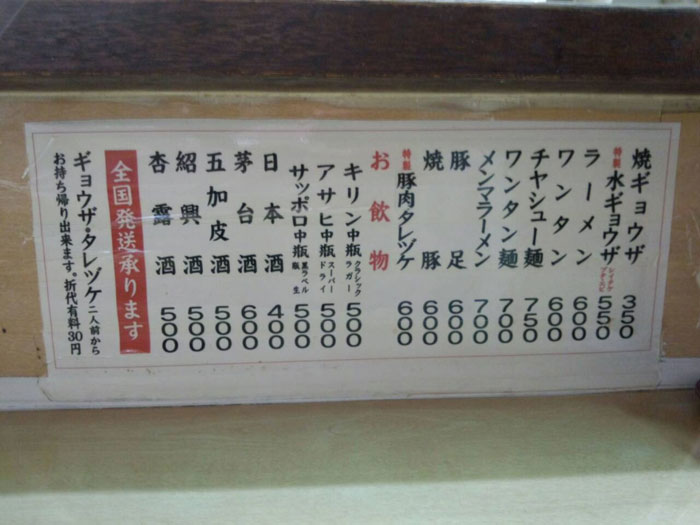 焼ギョウザ 350
特製 水ギョウザ 550
ラーメン 600
ワンタン 600
チャシュー麺 750
ワンタン麺 700
メンマラーメン 700
豚足 600
焼豚 600
特製 豚肉タレヅケ 600
お飲物
キリン中瓶 クラシックラガー 500
アサヒ中瓶 スーパードライ 500
サッポロ中瓶 黒ラベル 瓶生 500
日本酒 400
茅台酒 600
五加皮酒 500
紹興酒 500
杏露酒 500
全国発送承ります
ギョウザ・タレヅケ 二人前から
お持ち帰り出来ます。折代有料30円